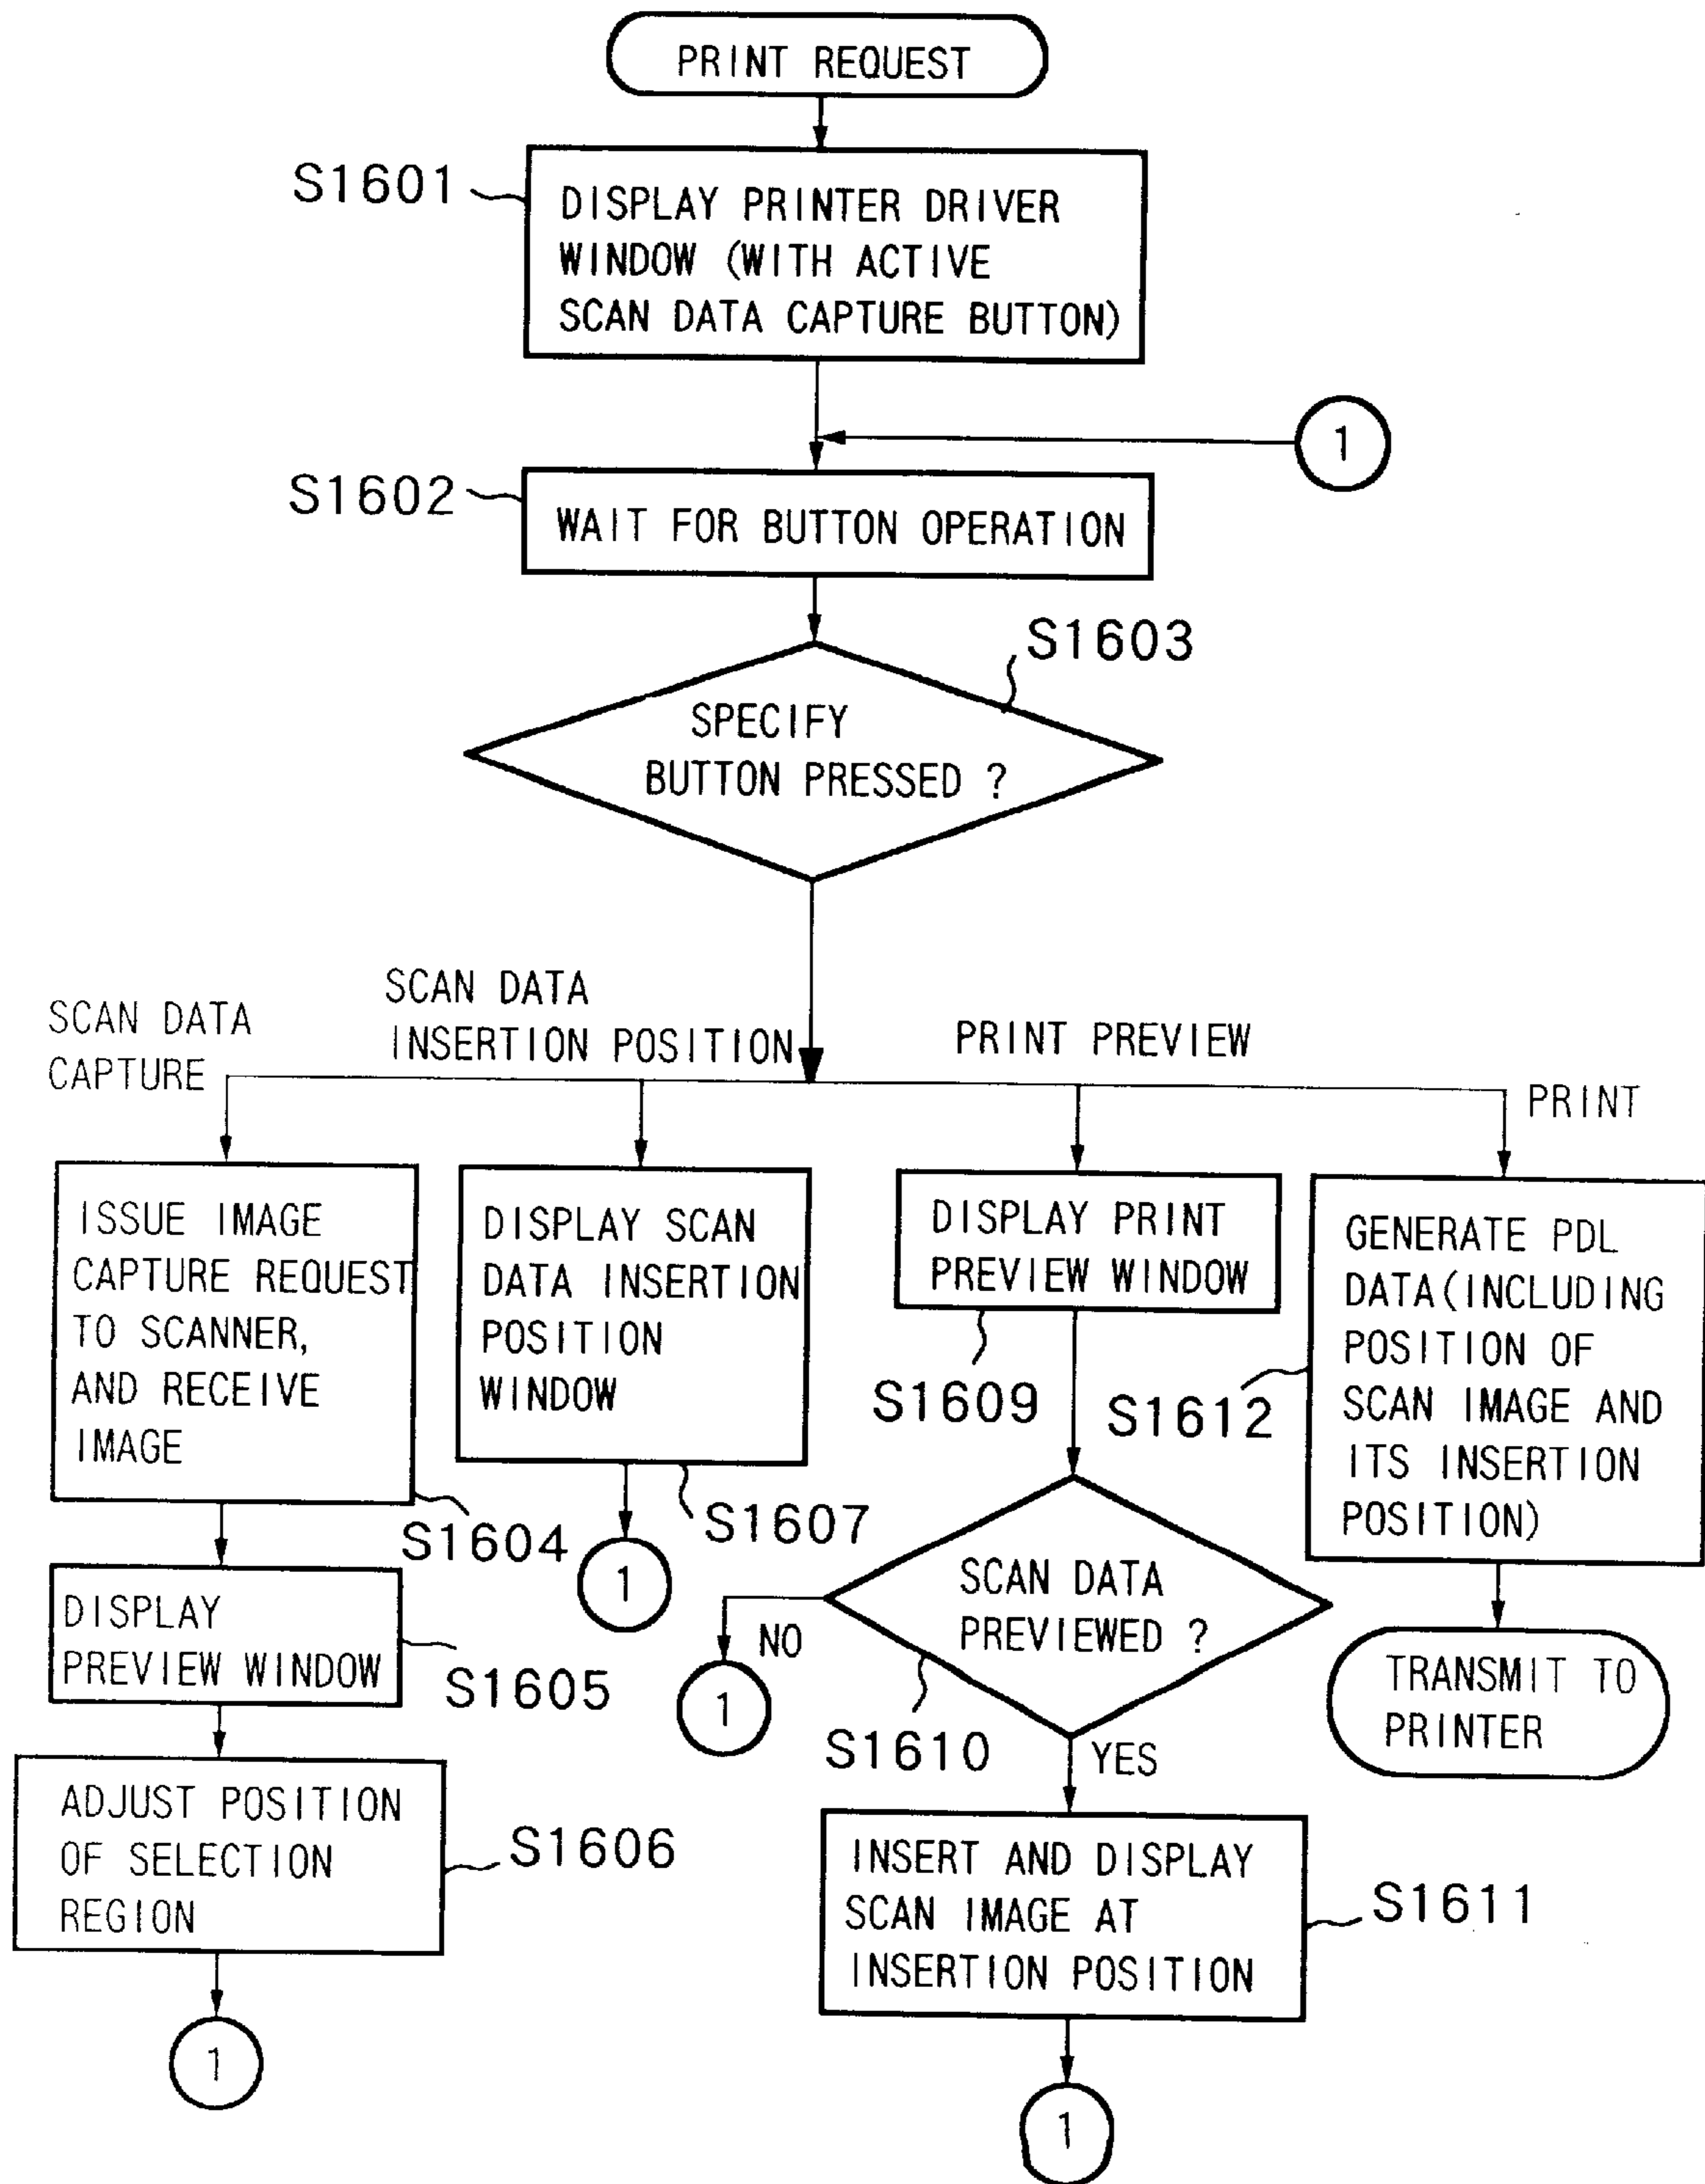 PRINT REQUEST
S1601
DISPLAY PRINTER DRIVER
WINDOW (WITH ACTIVE
SCAN DATA CAPTURE BUTTON)
1
S1602
WAIT FOR BUTTON OPERATION
S1603
SPECIFY
BUTTON PRESSED ?
SCAN DATA
CAPTURE
SCAN DATA
INSERTION POSITION
PRINT PREVIEW
PRINT
ISSUE IMAGE
CAPTURE REQUEST
TO SCANNER,
AND RECEIVE
IMAGE
S1604
DISPLAY SCAN
DATA INSERTION
POSITION
WINDOW
S1607
1
DISPLAY PRINT
PREVIEW WINDOW
S1609
S1612
GENERATE PDL
DATA(INCLUDING
POSITION OF
SCAN IMAGE AND
ITS INSERTION
POSITION)
DISPLAY
PREVIEW WINDOW
S1605
SCAN DATA
PREVIEWED ?
NO
1
S1610
YES
TRANSMIT TO
PRINTER
ADJUST POSITION
OF SELECTION
REGION
S1606
INSERT AND DISPLAY
SCAN IMAGE AT
INSERTION POSITION
S1611
1
1